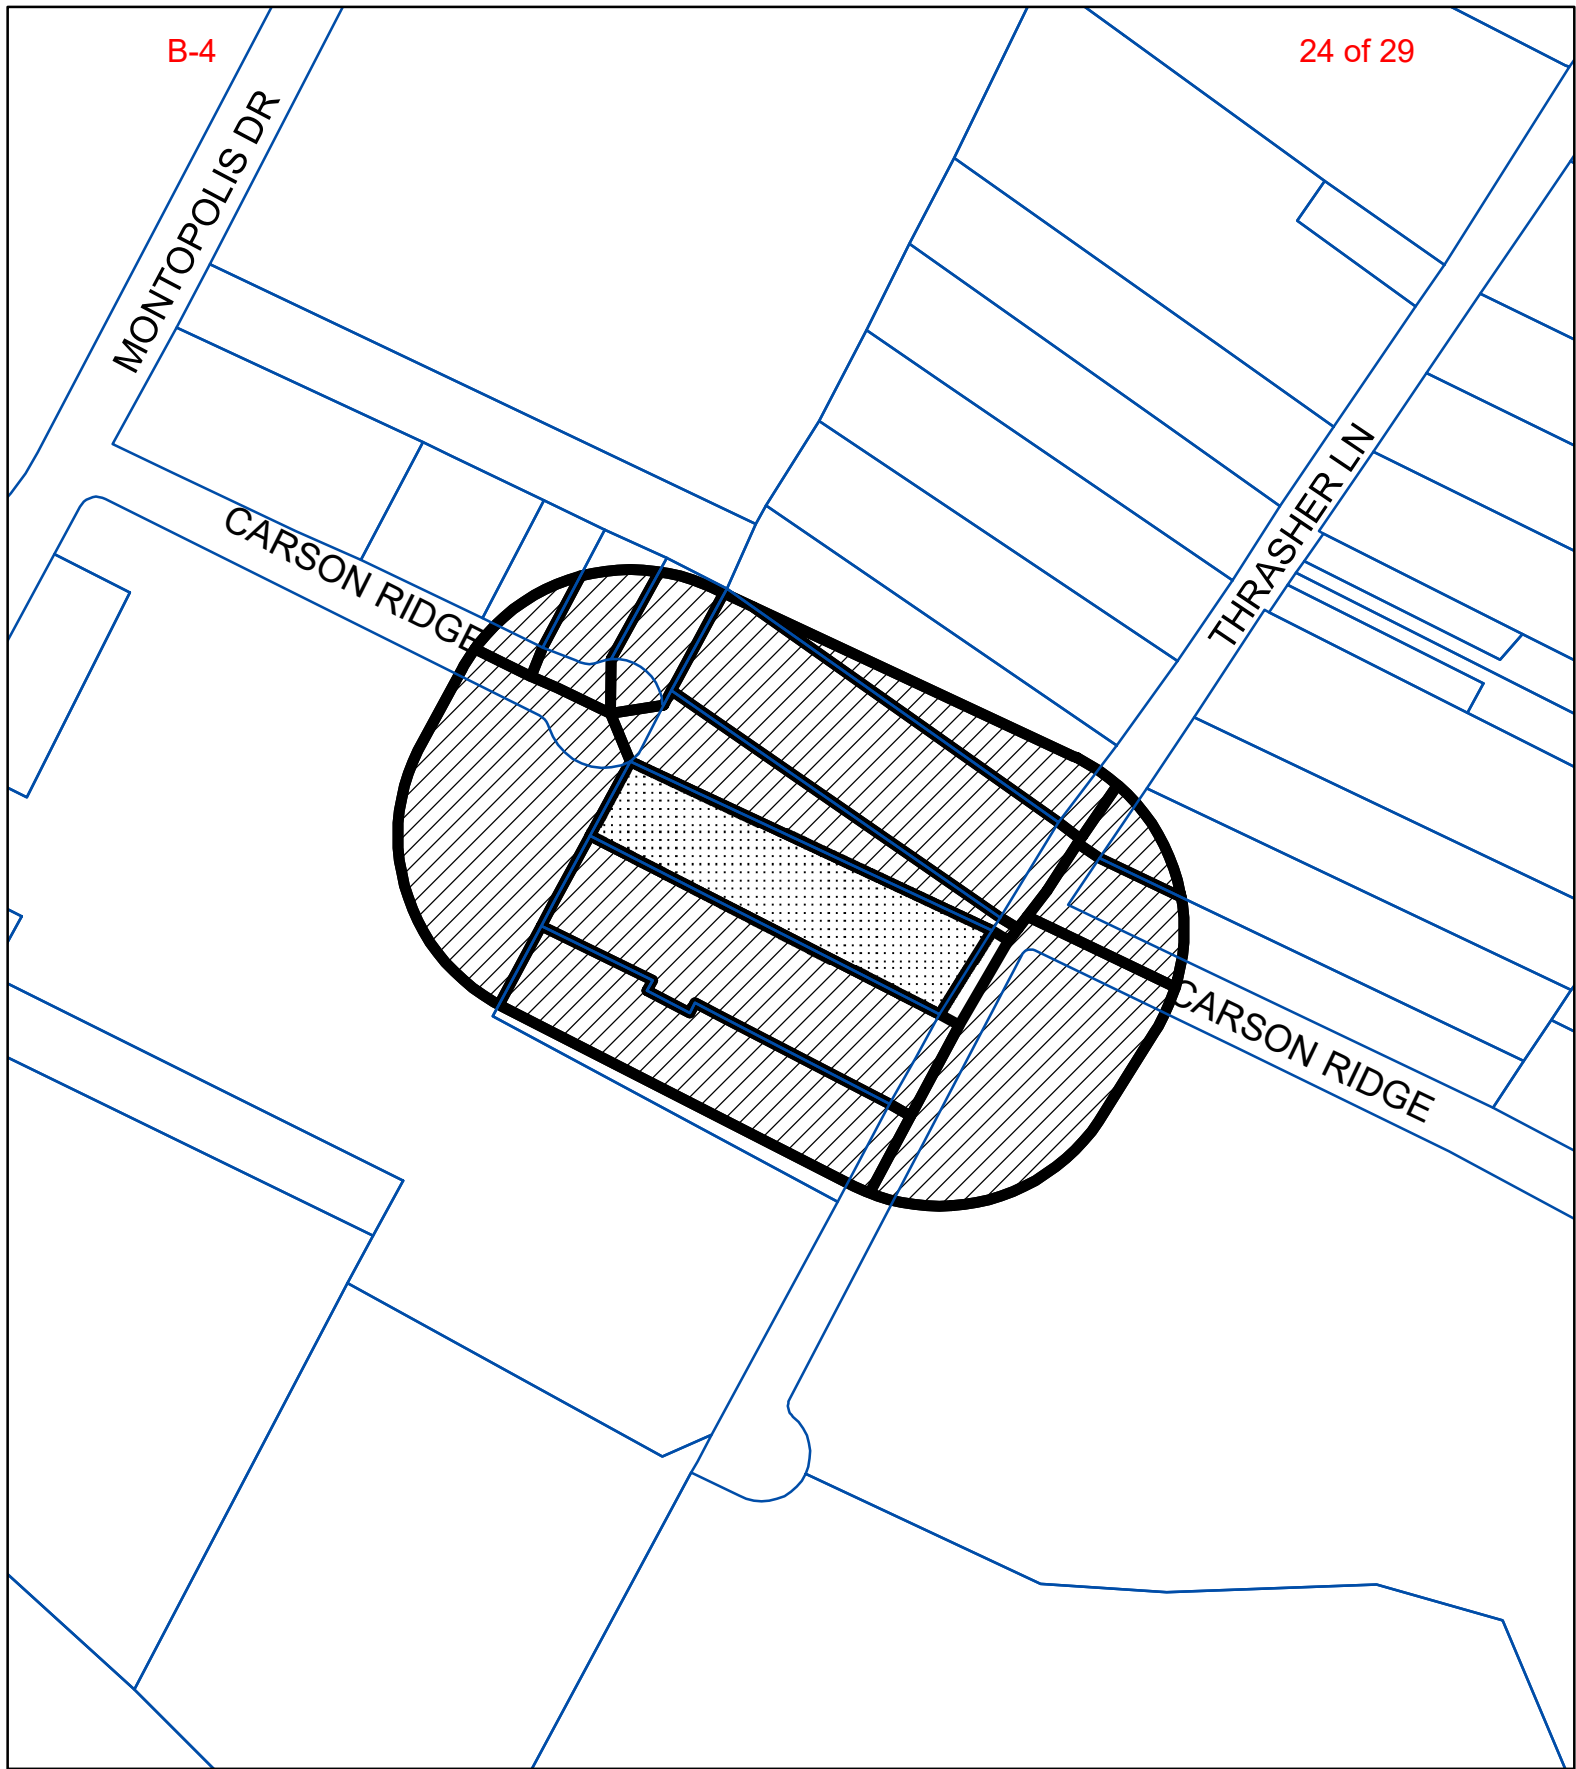 B-4
24 of 29
MONTOPOLIS DR
THRASHER LN
CARSON RIDGE
CARSON RIDGE